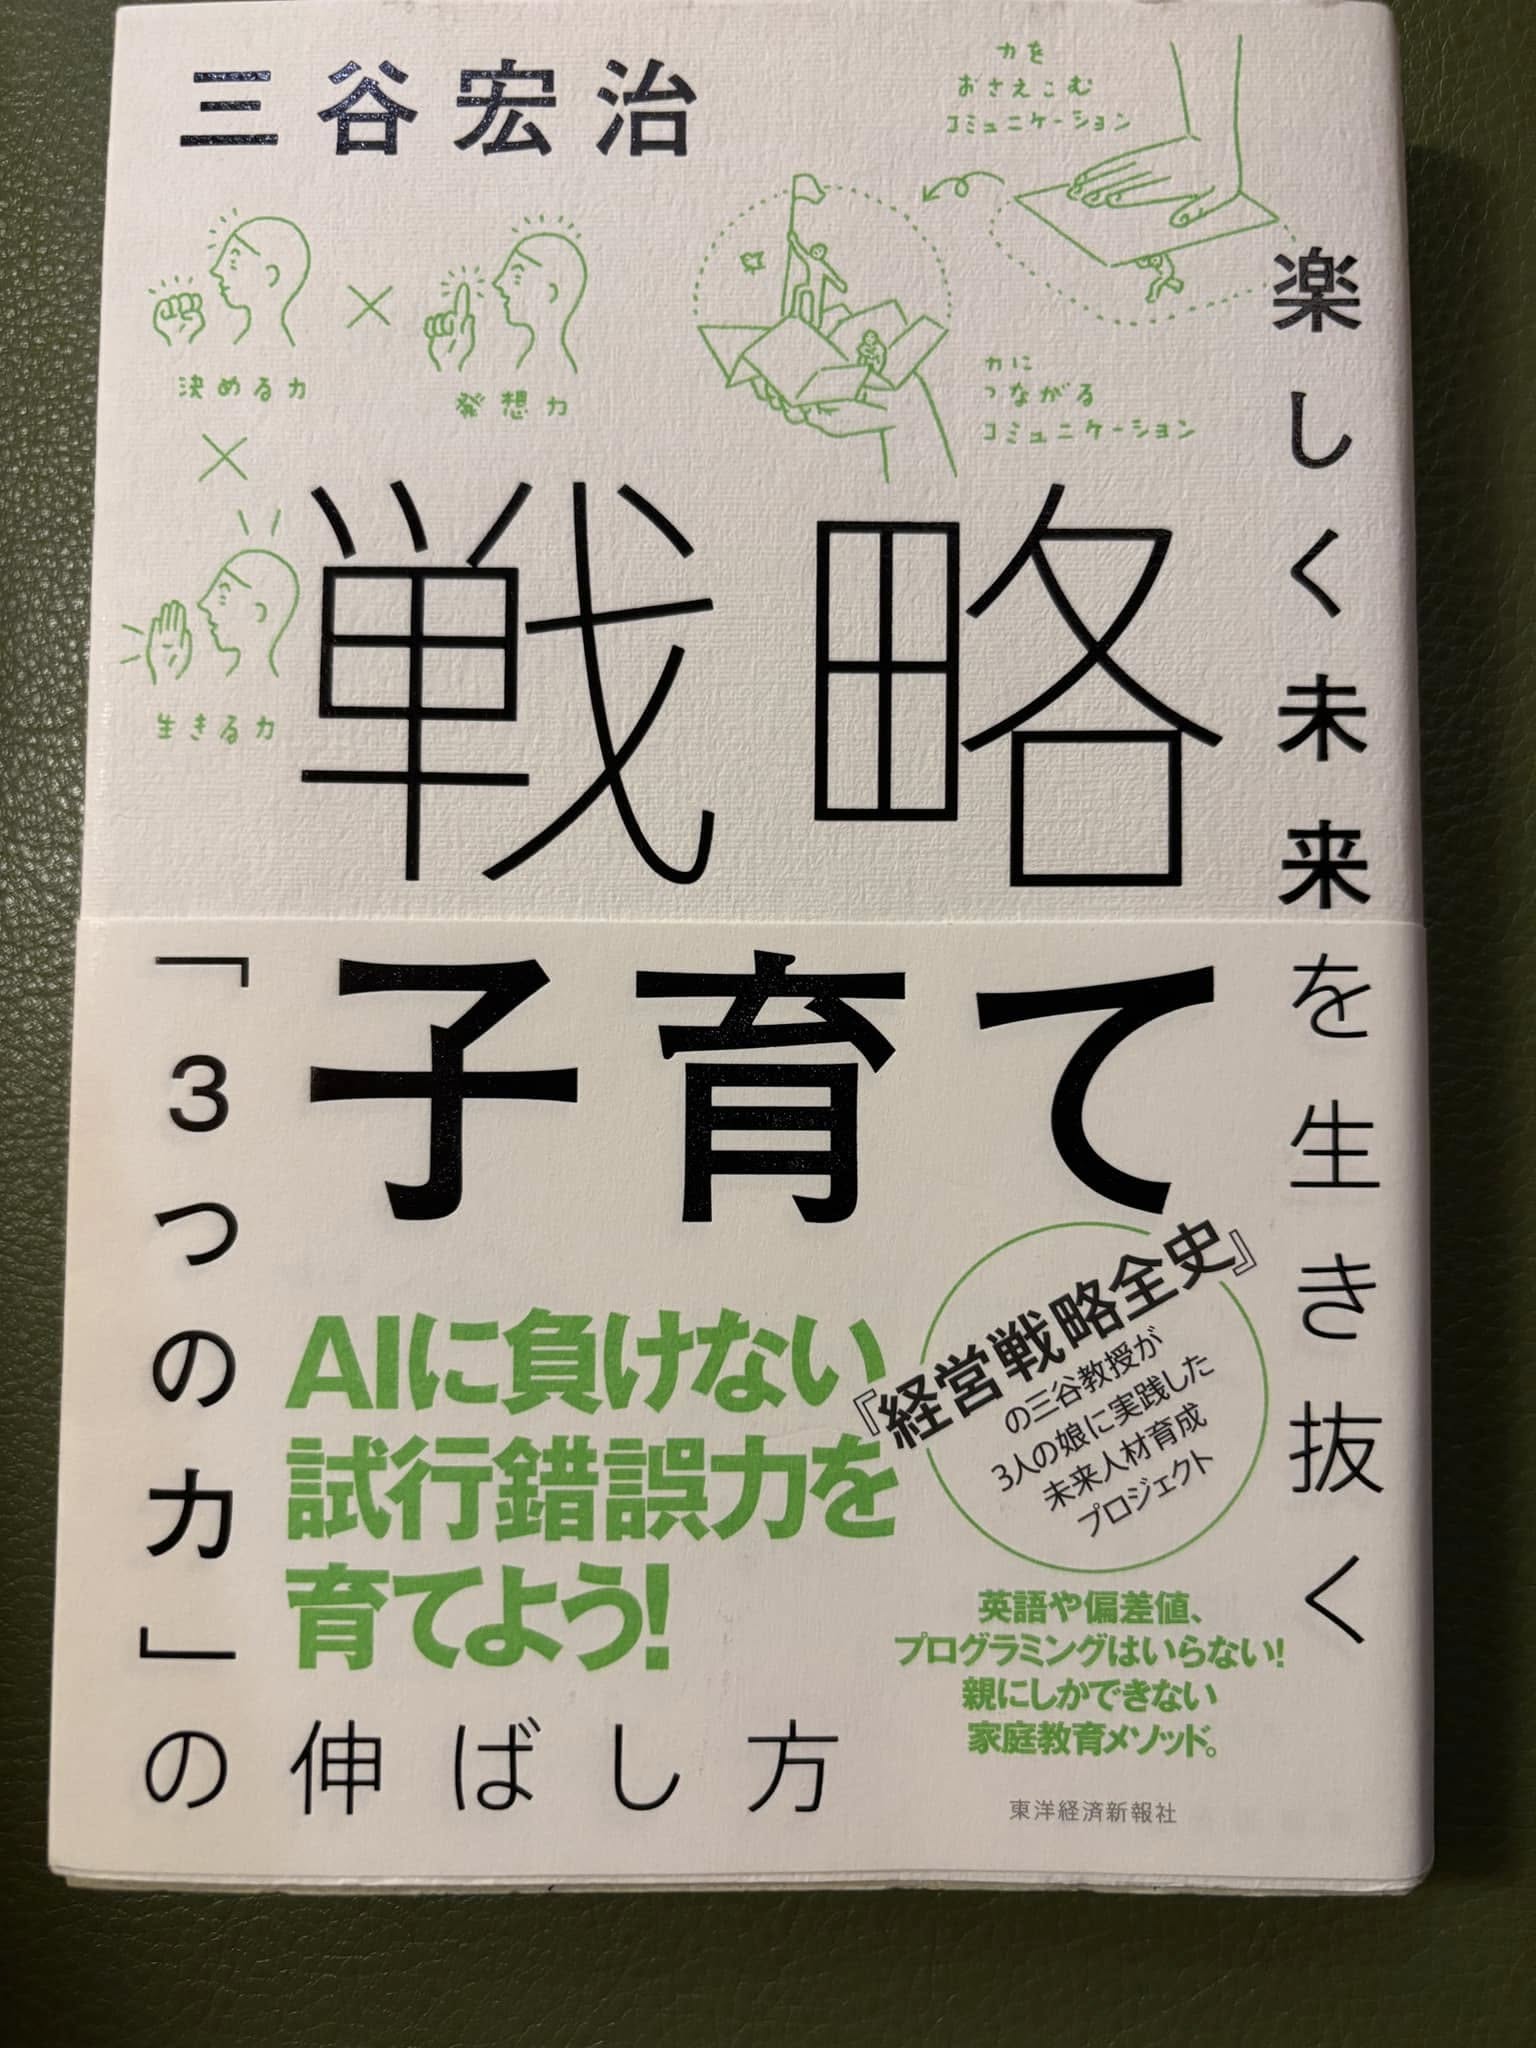 三谷宏治
力を
おさえこむ
コミュニケーション
決める力
×
発想力
×
生きる力
力に
つながる
コミュニケーション
戦略
子育て
楽しく未来を生き抜く
「3つの力」の伸ばし方
AIに負けない
試行錯誤力を
育てよう!
『経営戦略全史』
の三谷教授が
3人の娘に実践した
未来人材育成
プロジェクト
英語や偏差値、
プログラミングはいらない!
親にしかできない
家庭教育メソッド。
東洋経済新報社